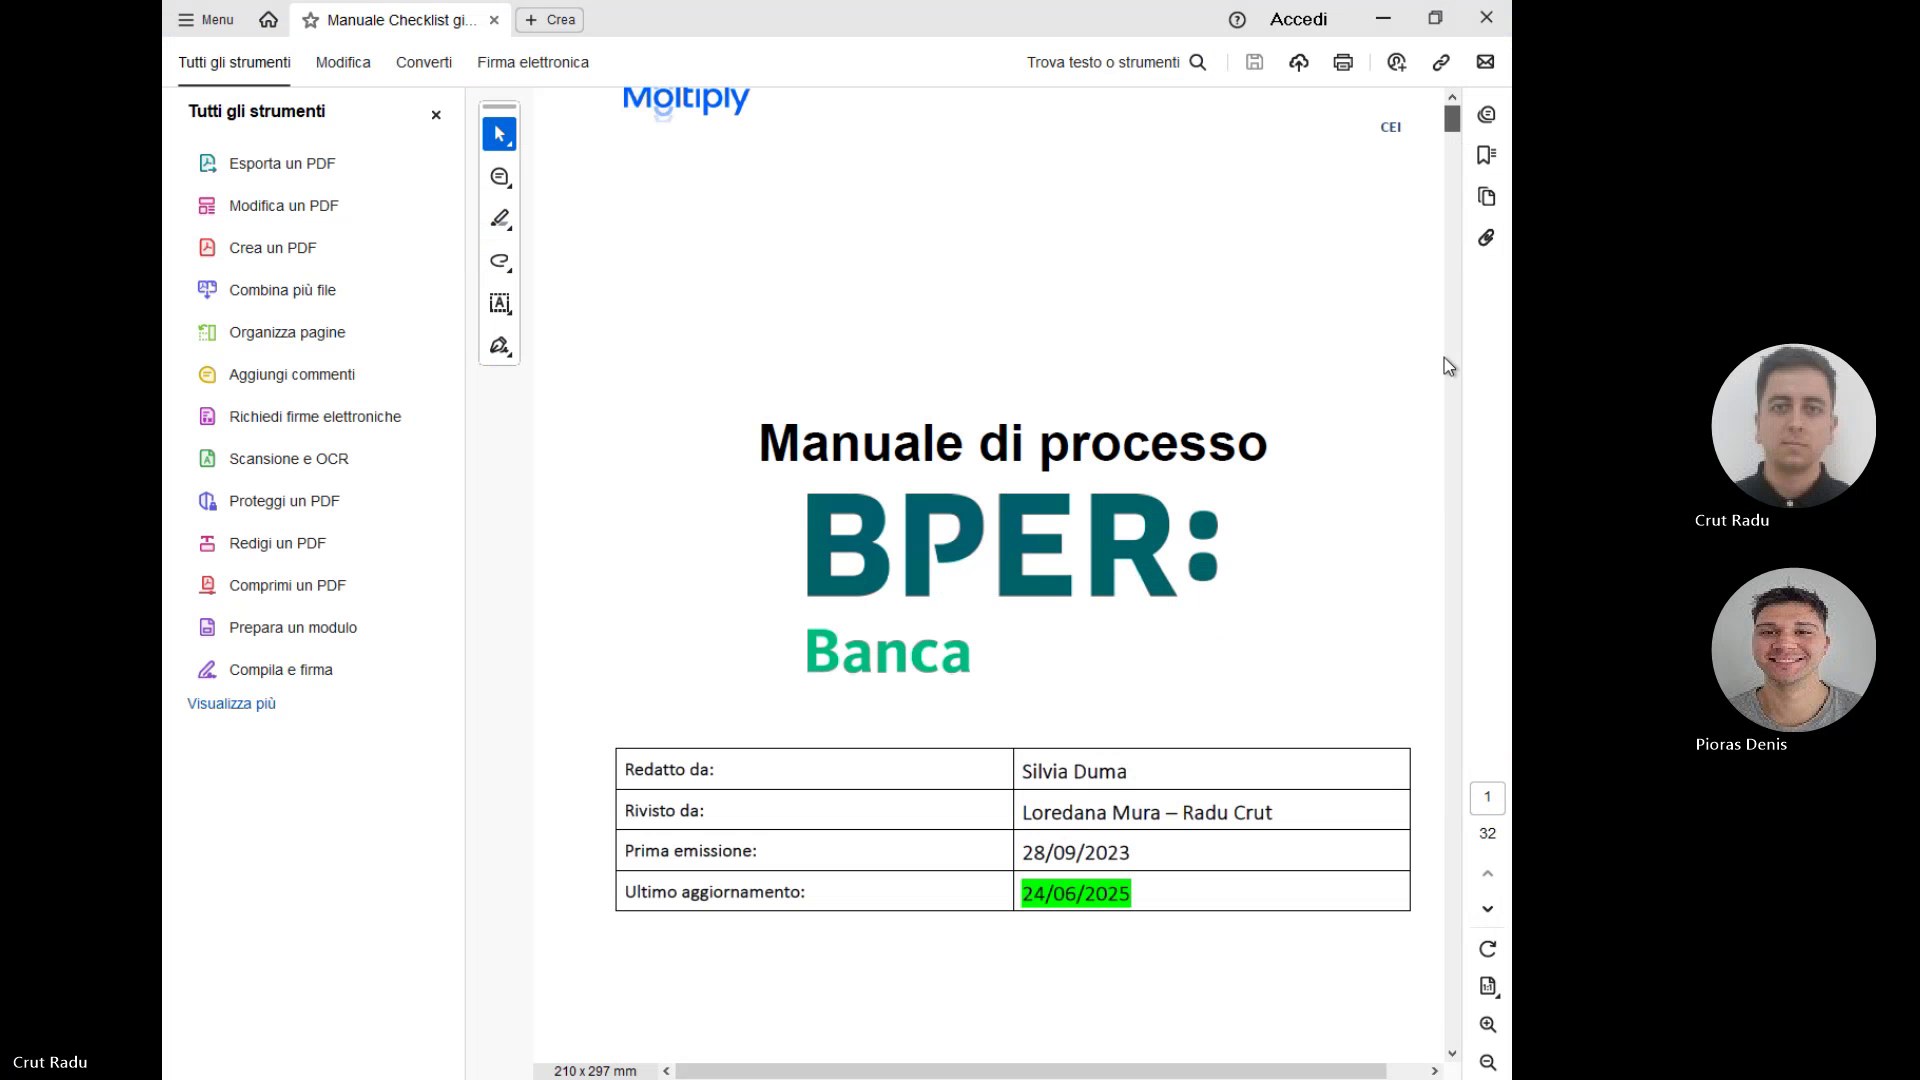 Menu
Manuale Checklist gi...
Crea
Accedi
Tutti gli strumenti
Modifica
Converti
Firma elettronica
Trova testo o strumenti
Tutti gli strumenti
Esporta un PDF
Modifica un PDF
Crea un PDF
Combina più file
Organizza pagine
Aggiungi commenti
Richiedi firme elettroniche
Scansione e OCR
Proteggi un PDF
Redigi un PDF
Comprimi un PDF
Prepara un modulo
Compila e firma
Visualizza più
Moltiply
CEI
Manuale di processo
BPER:
Banca
Redatto da: Silvia Duma
Rivisto da: Loredana Mura – Radu Crut
Prima emissione: 28/09/2023
Ultimo aggiornamento: 24/06/2025
210 x 297 mm
1
32
Crut Radu
Pioras Denis
Crut Radu